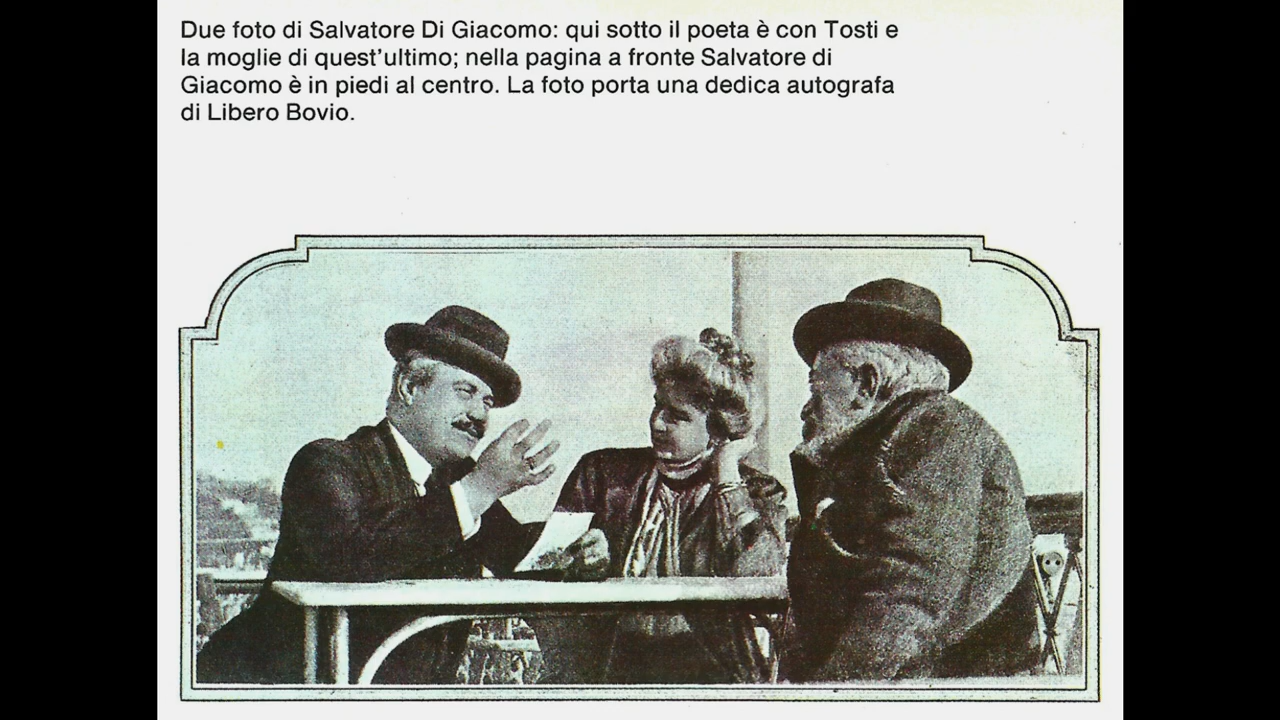 Due foto di Salvatore Di Giacomo: qui sotto il poeta è con Tosti e
la moglie di quest'ultimo; nella pagina a fronte Salvatore di
Giacomo è in piedi al centro. La foto porta una dedica autografa
di Libero Bovio.